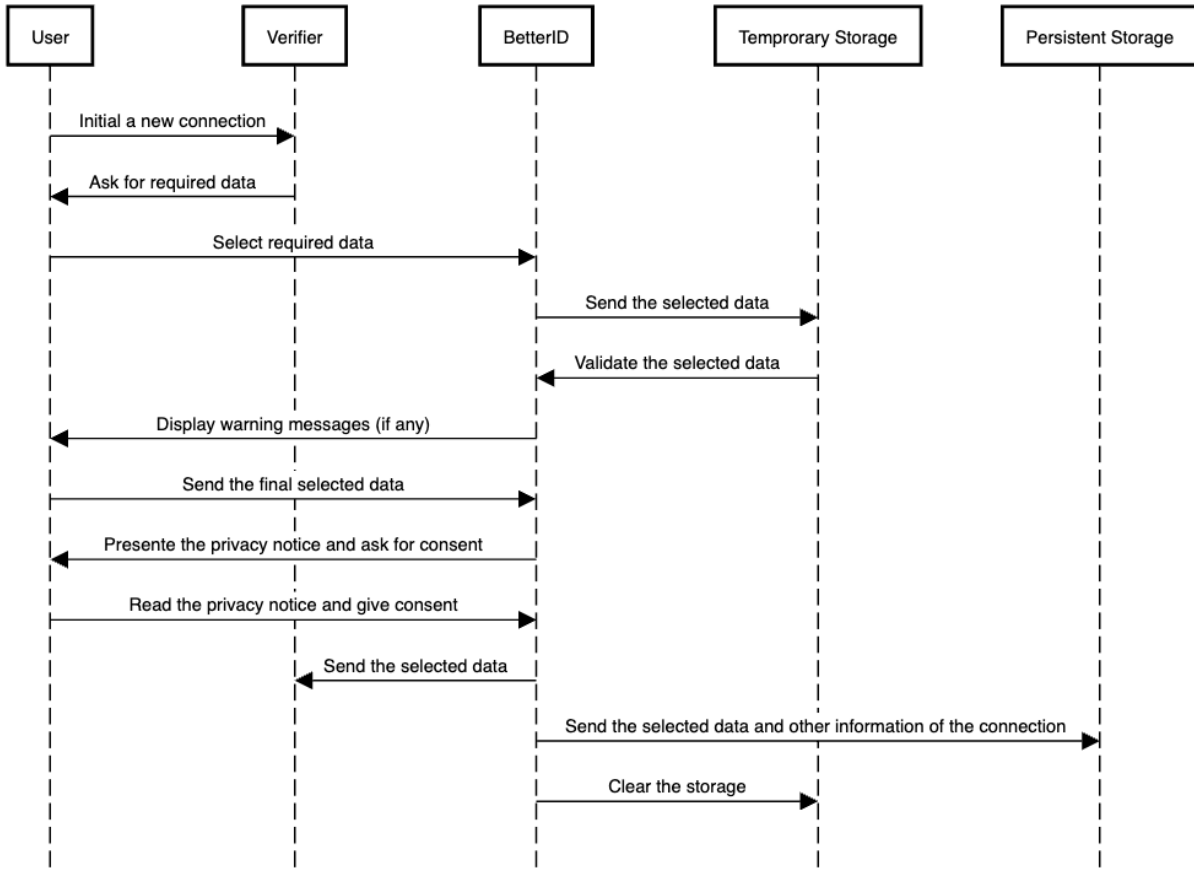 User
Verifier
BetterID
Temprorary Storage
Persistent Storage
Initial a new connection
Ask for required data
Select required data
Send the selected data
Validate the selected data
Display warning messages (if any)
Send the final selected data
Presente the privacy notice and ask for consent
Read the privacy notice and give consent
Send the selected data
Send the selected data and other information of the connection
Clear the storage